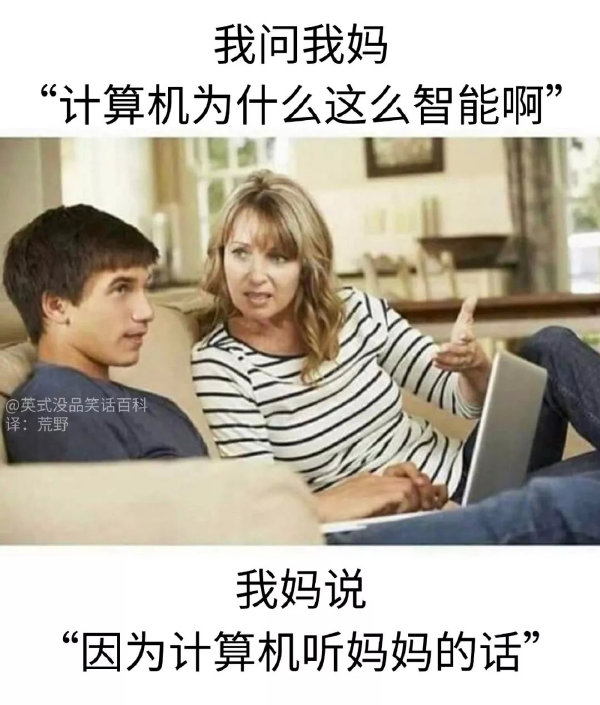 我问我妈
“计算机为什么这么智能啊”
@英式没品笑话百科
译：荒野
我妈说
“因为计算机听妈妈的话”